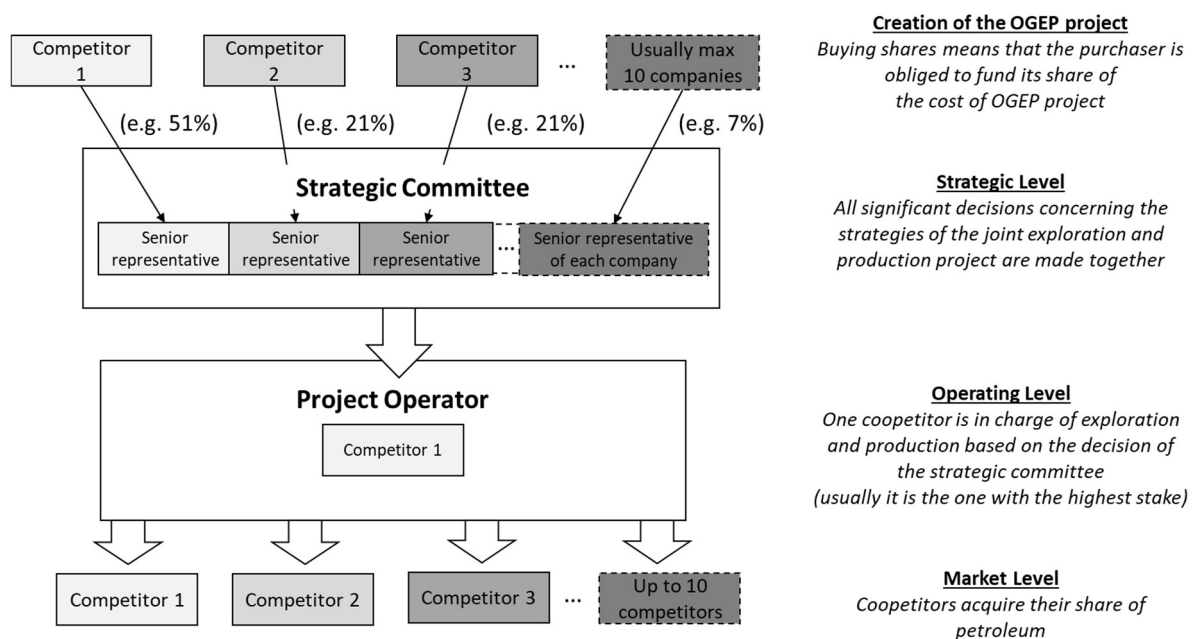 Competitor
1
Competitor
2
Competitor
3
...
Usually max
10 companies
(e.g. 51%)
(e.g. 21%)
(e.g. 21%)
(e.g. 7%)
Creation of the OGEP project
Buying shares means that the purchaser is
obliged to fund its share of
the cost of OGEP project
Strategic Committee
Senior
representative
Senior
representative
Senior
representative
...
Senior representative
of each company
Strategic Level
All significant decisions concerning the
strategies of the joint exploration and
production project are made together
Project Operator
Competitor 1
Operating Level
One coopetitor is in charge of exploration
and production based on the decision of
the strategic committee
(usually it is the one with the highest stake)
Competitor 1
Competitor 2
Competitor 3
...
Up to 10
competitors
Market Level
Coopetitors acquire their share of
petroleum